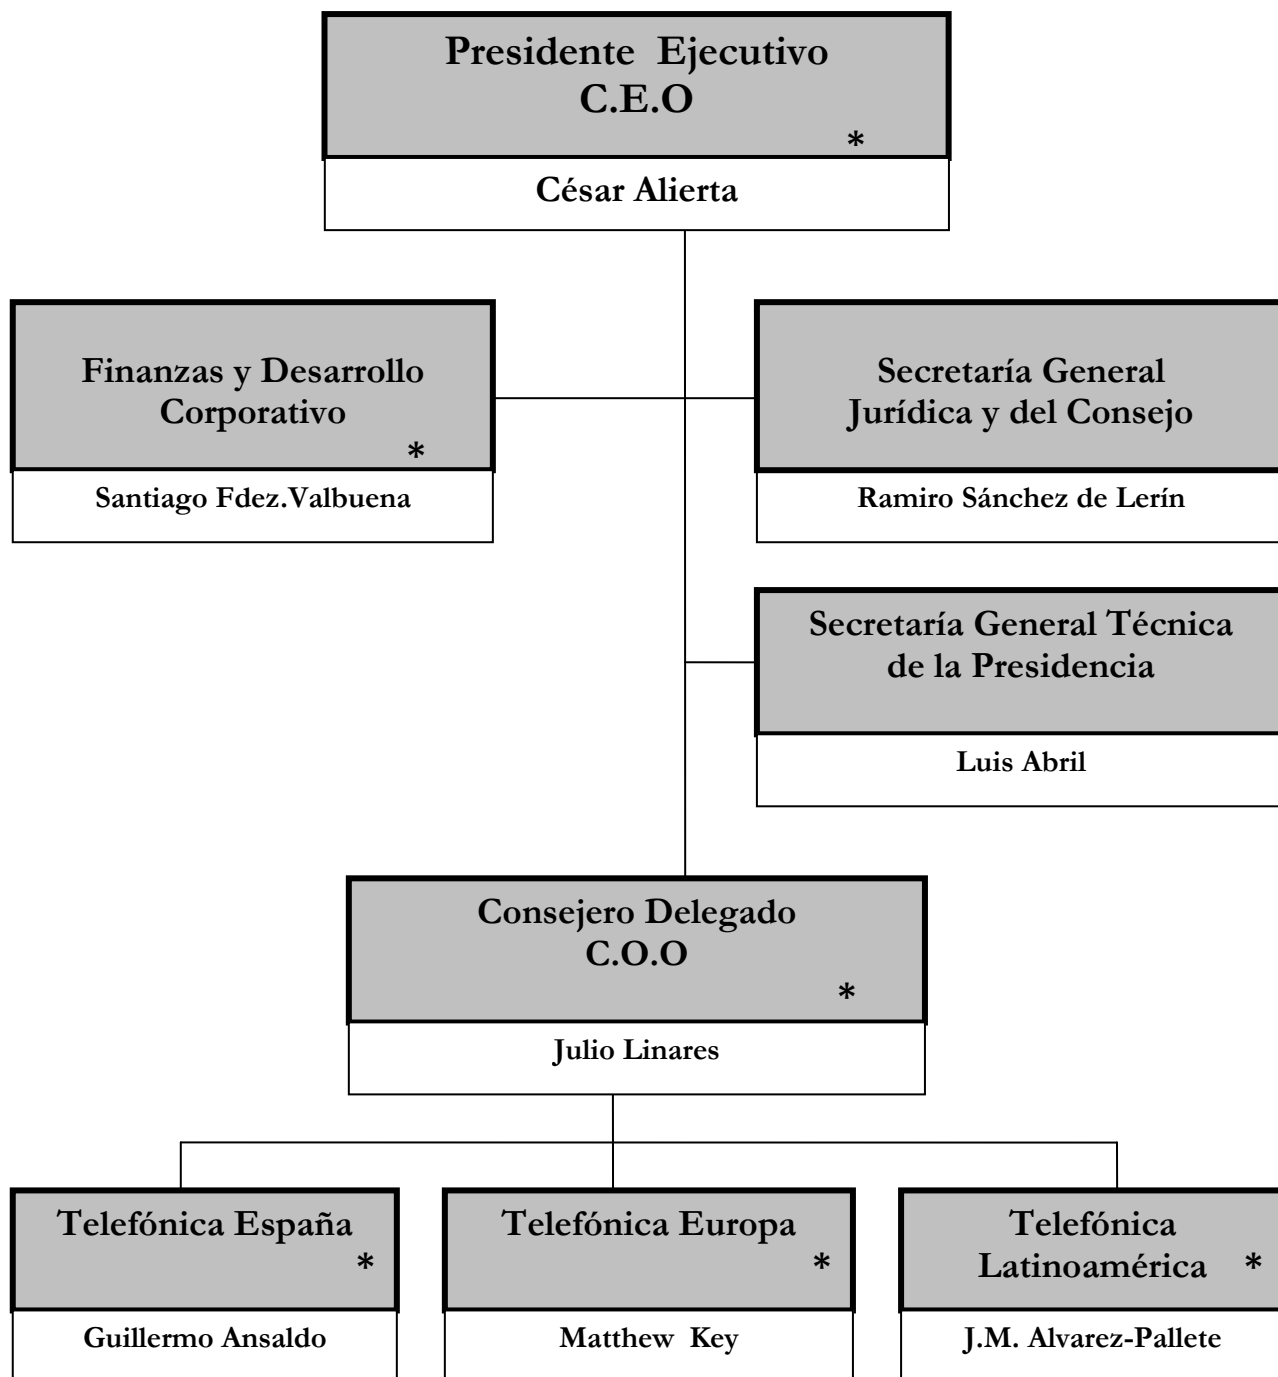 Presidente Ejecutivo
C.E.O
*
César Alierta
Finanzas y Desarrollo
Corporativo
*
Santiago Fdez.Valbuena
Secretaría General
Jurídica y del Consejo
Ramiro Sánchez de Lerín
Secretaría General Técnica
de la Presidencia
Luis Abril
Consejero Delegado
C.O.O
*
Julio Linares
Telefónica España
*
Guillermo Ansaldo
Telefónica Europa
*
Matthew Key
Telefónica
Latinoamérica *
J.M. Alvarez-Pallete